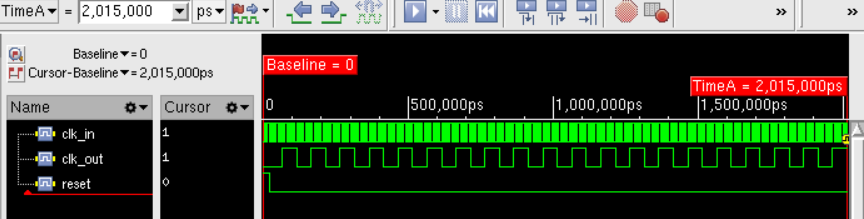 TimeA▾ = 2,015,000 ps▾
»
»
Baseline▾=0
Cursor-Baseline▾=2,015,000ps
Baseline = 0
TimeA = 2,015,000ps
Name
Cursor
0
500,000ps
1,000,000ps
1,500,000ps
clk_in
1
clk_out
1
reset
0